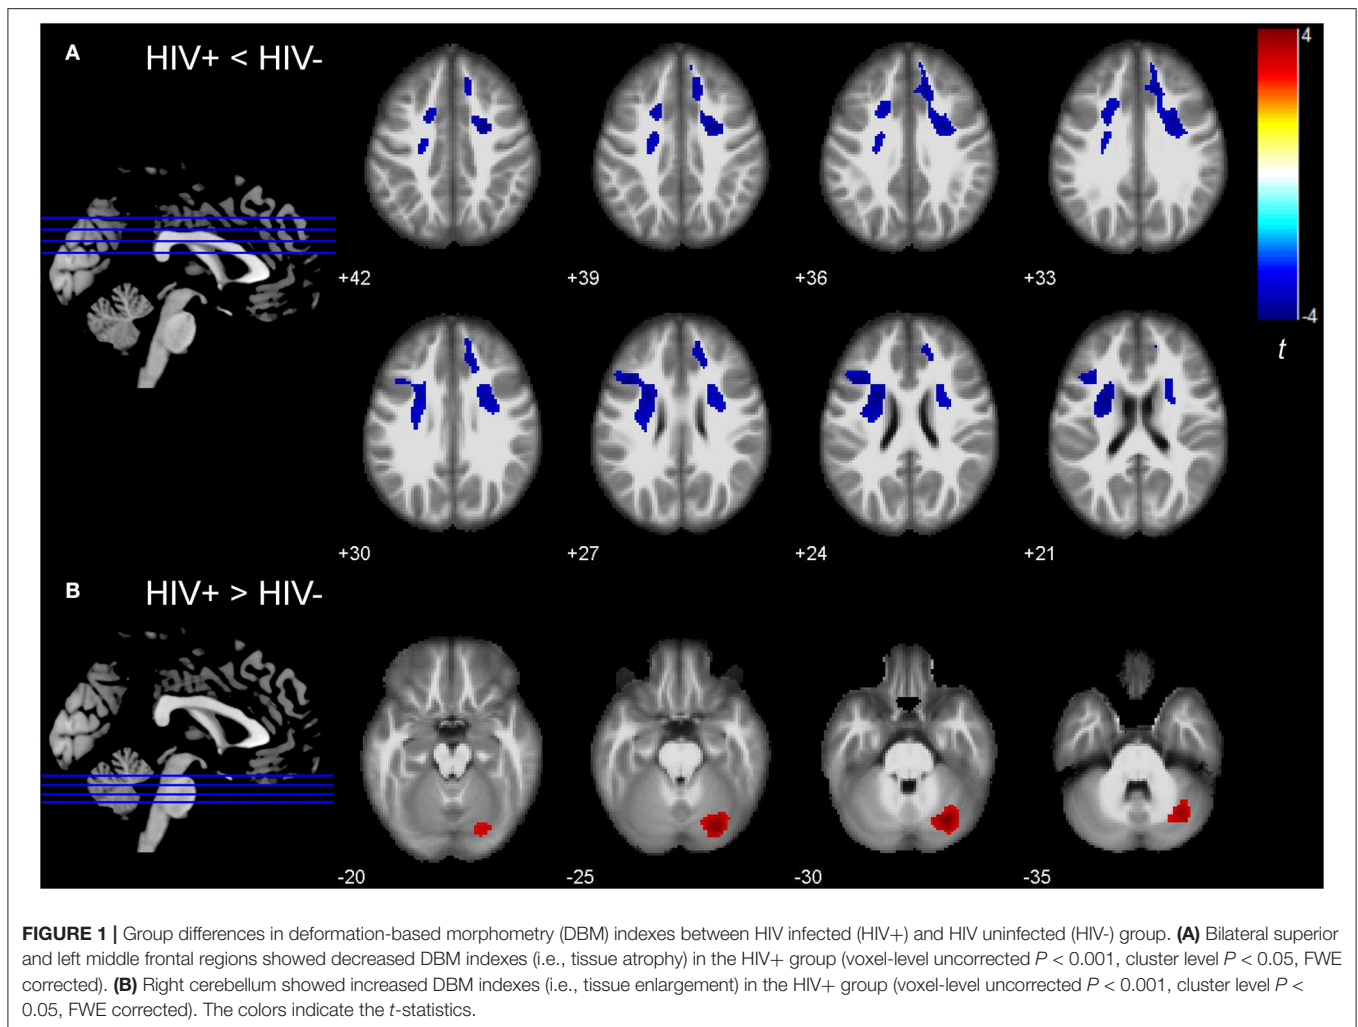 A
HIV+ < HIV-
4
+42
+39
+36
+33
-4
t
+30
+27
+24
+21
B
HIV+ > HIV-
-20
-25
-30
-35
FIGURE 1 | Group differences in deformation-based morphometry (DBM) indexes between HIV infected (HIV+) and HIV uninfected (HIV-) group. (A) Bilateral superior
and left middle frontal regions showed decreased DBM indexes (i.e., tissue atrophy) in the HIV+ group (voxel-level uncorrected P < 0.001, cluster level P < 0.05, FWE
corrected). (B) Right cerebellum showed increased DBM indexes (i.e., tissue enlargement) in the HIV+ group (voxel-level uncorrected P < 0.001, cluster level P <
0.05, FWE corrected). The colors indicate the t-statistics.